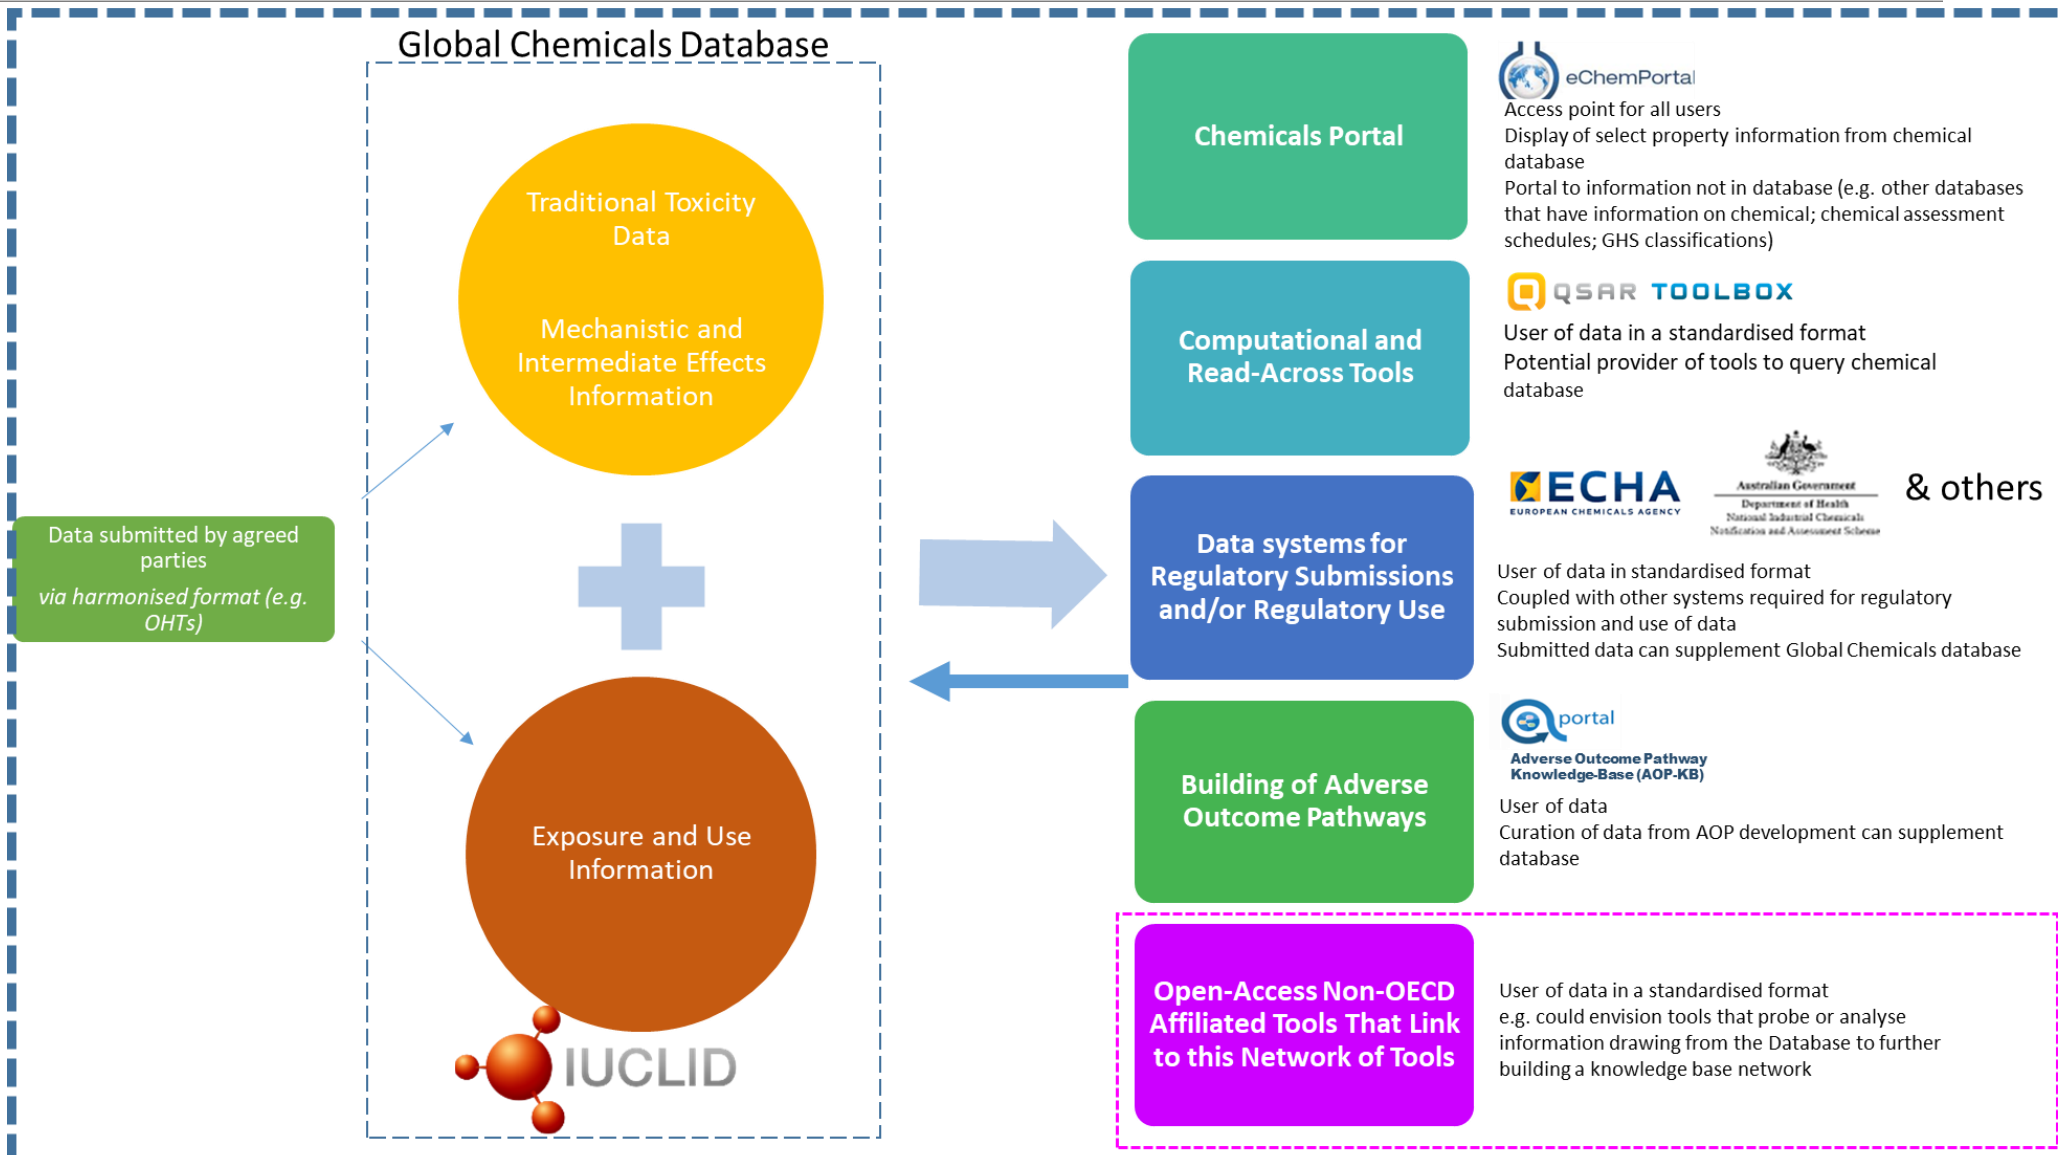 Global Chemicals Database
Traditional Toxicity
Data
Mechanistic and
Intermediate Effects
Information
Data submitted by agreed
parties
via harmonised format (e.g.
OHTs)
Exposure and Use
Information
IUCLID
Chemicals Portal
eChemPortal
Access point for all users
Display of select property information from chemical
database
Portal to information not in database (e.g. other databases
that have information on chemical; chemical assessment
schedules; GHS classifications)
Computational and
Read-Across Tools
QSAR TOOLBOX
User of data in a standardised format
Potential provider of tools to query chemical
database
Data systems for
Regulatory Submissions
and/or Regulatory Use
ECHA
EUROPEAN CHEMICALS AGENCY
Australian Government
Department of Health
National Industrial Chemicals
Notification and Assessment Scheme
& others
User of data in standardised format
Coupled with other systems required for regulatory
submission and use of data
Submitted data can supplement Global Chemicals database
Building of Adverse
Outcome Pathways
portal
Adverse Outcome Pathway
Knowledge-Base (AOP-KB)
User of data
Curation of data from AOP development can supplement
database
Open-Access Non-OECD
Affiliated Tools That Link
to this Network of Tools
User of data in a standardised format
e.g. could envision tools that probe or analyse
information drawing from the Database to further
building a knowledge base network